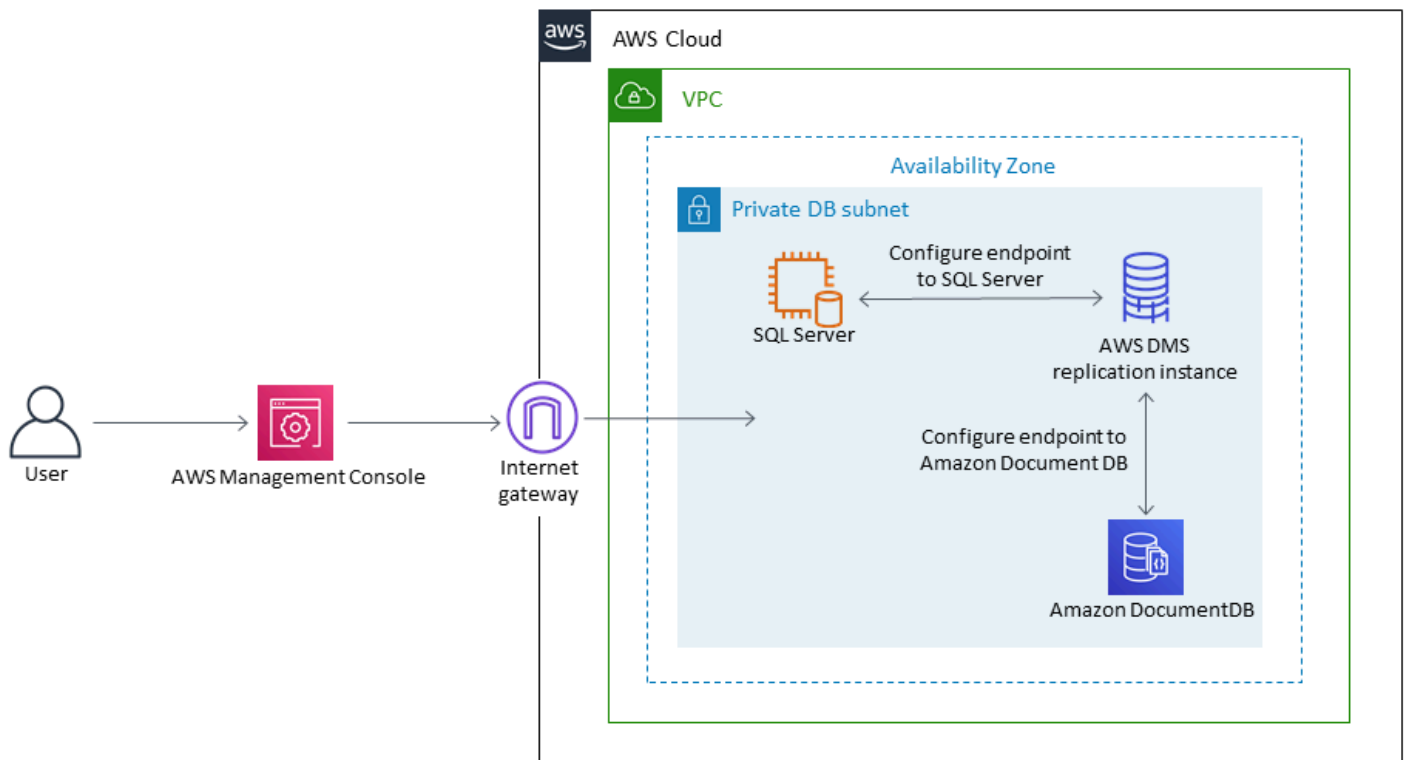 aws
AWS Cloud
VPC
Availability Zone
Private DB subnet
Configure endpoint
to SQL Server
SQL Server
AWS DMS
replication instance
Configure endpoint to
Amazon Document DB
Amazon DocumentDB
User
AWS Management Console
Internet
gateway